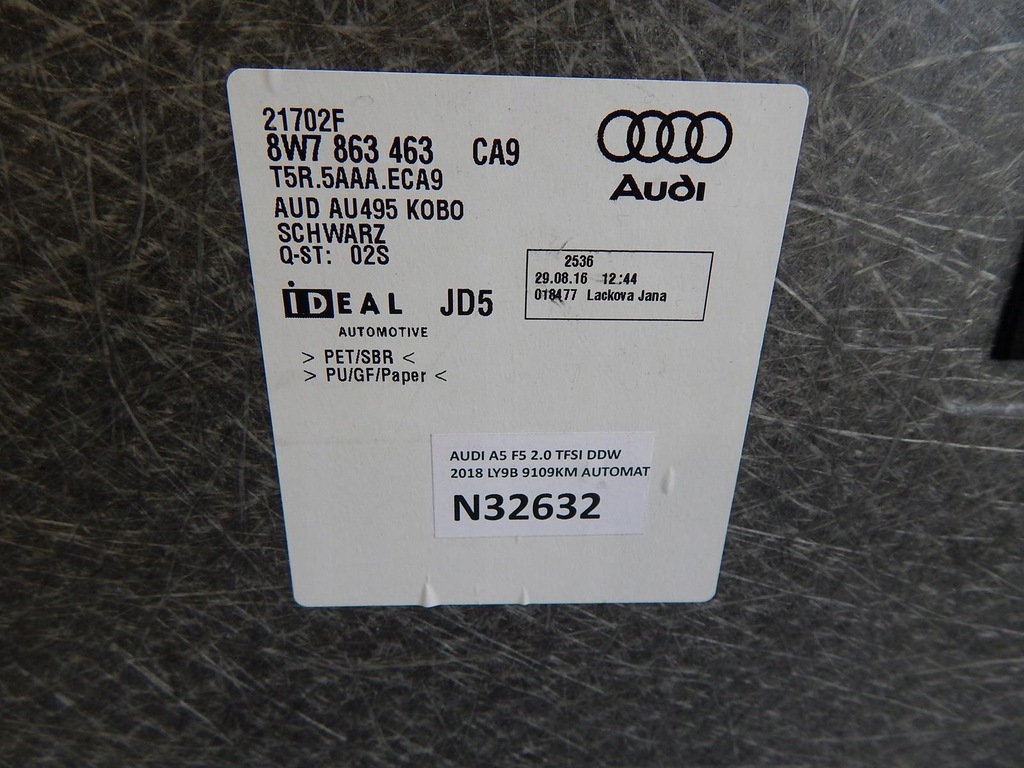 21702F
8W7 863 463 CA9
T5R.5AAA.ECA9
AUD AU495 KOBO
SCHWARZ
Q-ST: 02S
Audi
2536
29.08.16 12:44
018477 Lackova Jana
iDEAL JD5
AUTOMOTIVE
> PET/SBR <
> PU/GF/Paper <
AUDI A5 F5 2.0 TFSI DDW
2018 LY9B 9109KM AUTOMAT
N32632